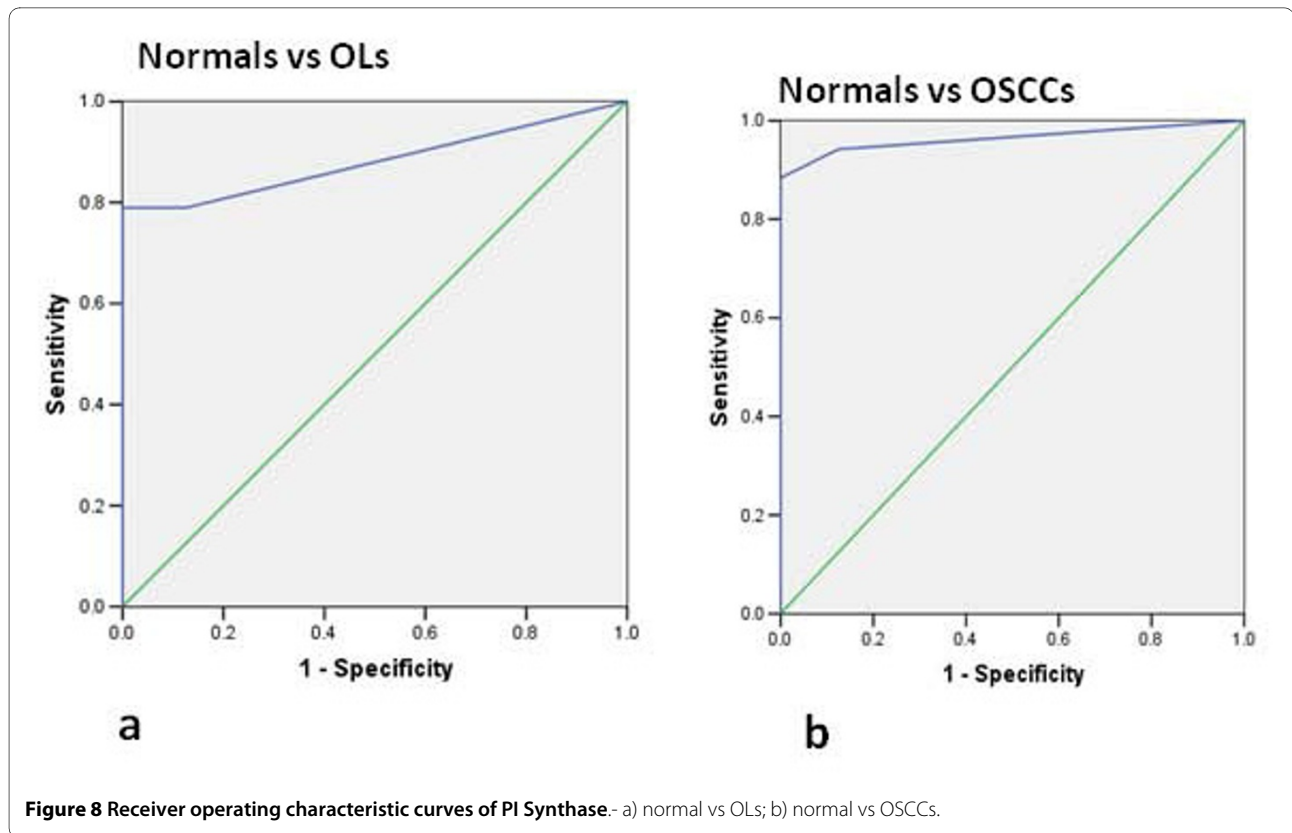 Normals vs OLs
1.0
0.8
0.6
0.4
0.2
0.0
Sensitivity
0.0 0.2 0.4 0.6 0.8 1.0
1 - Specificity
a
Normals vs OSCCs
1.0
0.8
0.6
0.4
0.2
0.0
Sensitivity
0.0 0.2 0.4 0.6 0.8 1.0
1 - Specificity
b
Figure 8 Receiver operating characteristic curves of PI Synthase.- a) normal vs OLs; b) normal vs OSCCs.